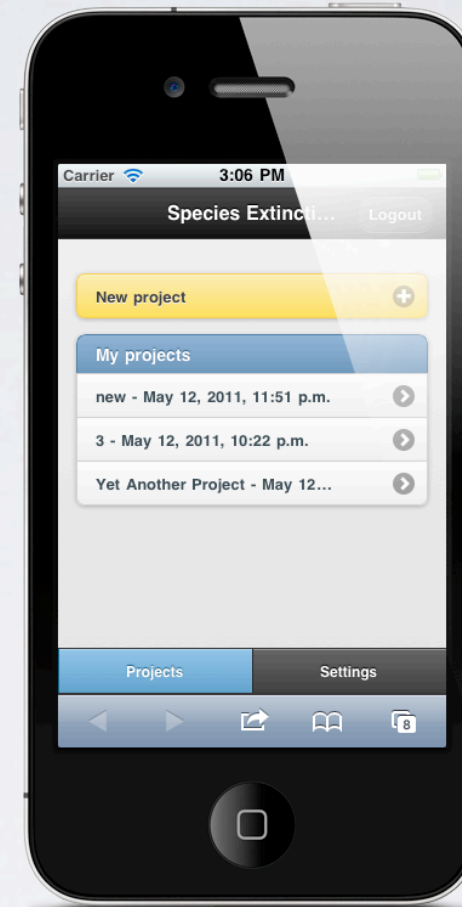 Carrier 3:06 PM
Species Extincti... Logout
New project
My projects
new - May 12, 2011, 11:51 p.m.
3 - May 12, 2011, 10:22 p.m.
Yet Another Project - May 12...
Projects Settings
8